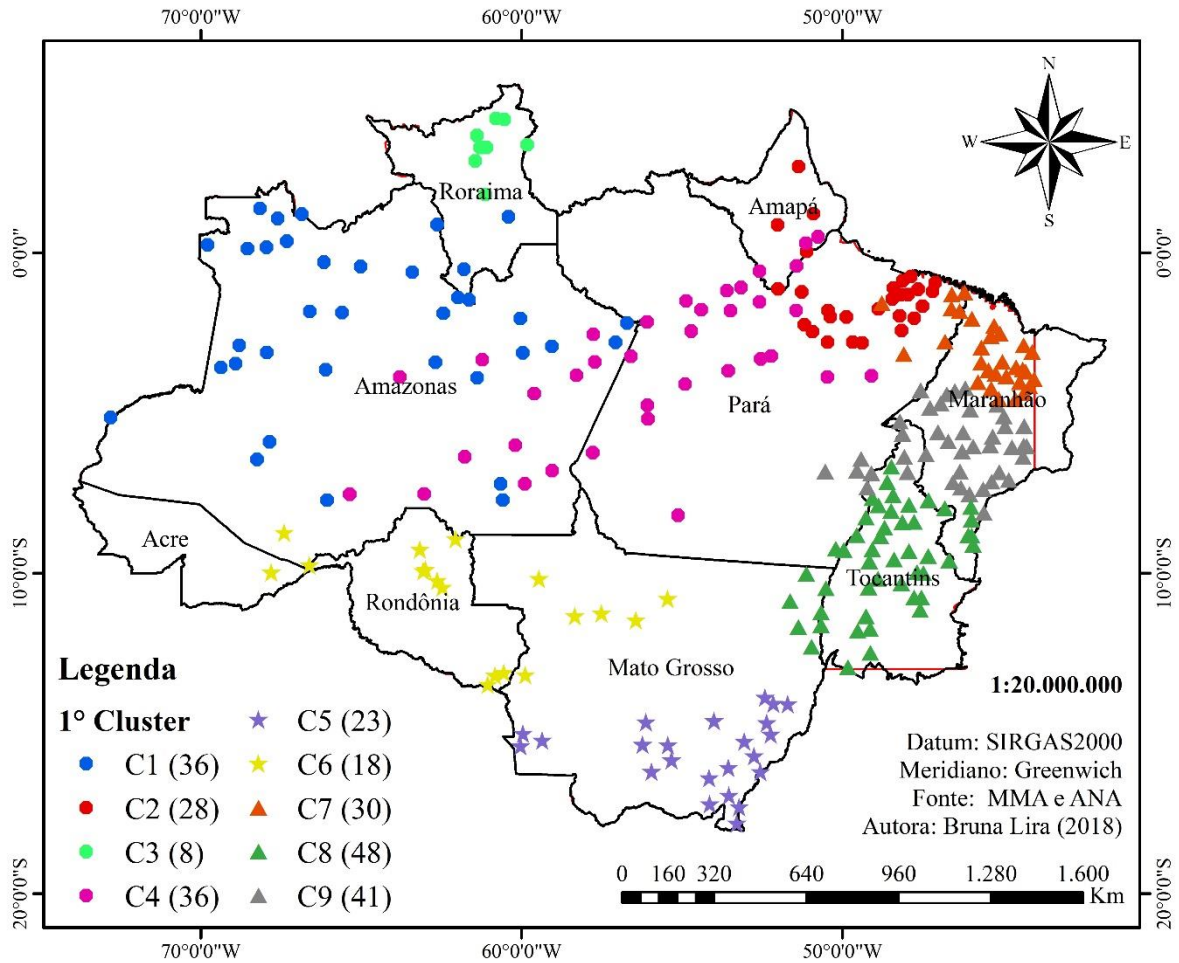 70°0'0"W 60°0'0"W 50°0'0"W
N
W E
S
Roraima
Amapá
0°0'0" 0°0'0"
Amazonas
Pará
Maranhão
Acre
Rondônia
Tocantins
10°0'0"S 10°0'0"S
Mato Grosso
Legenda
1° Cluster
C1 (36)
C2 (28)
C3 (8)
C4 (36)
C5 (23)
C6 (18)
C7 (30)
C8 (48)
C9 (41)
1:20.000.000
Datum: SIRGAS2000
Meridiano: Greenwich
Fonte: MMA e ANA
Autora: Bruna Lira (2018)
0 160 320 640 960 1.280 1.600
Km
20°0'0"S 20°0'0"S
70°0'0"W 60°0'0"W 50°0'0"W